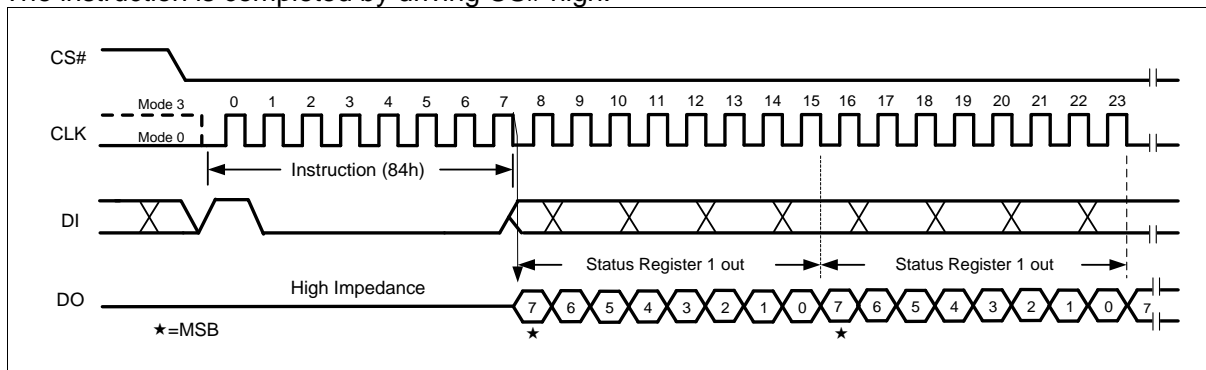 The instruction is completed by driving CS# high.
CS#
Mode 3 0 1 2 3 4 5 6 7 8 9 10 11 12 13 14 15 16 17 18 19 20 21 22 23
CLK
Mode 0
Instruction (84h)
DI
Status Register 1 out Status Register 1 out
High Impedance
DO 7 6 5 4 3 2 1 0 7 6 5 4 3 2 1 0 7
★=MSB ★ ★